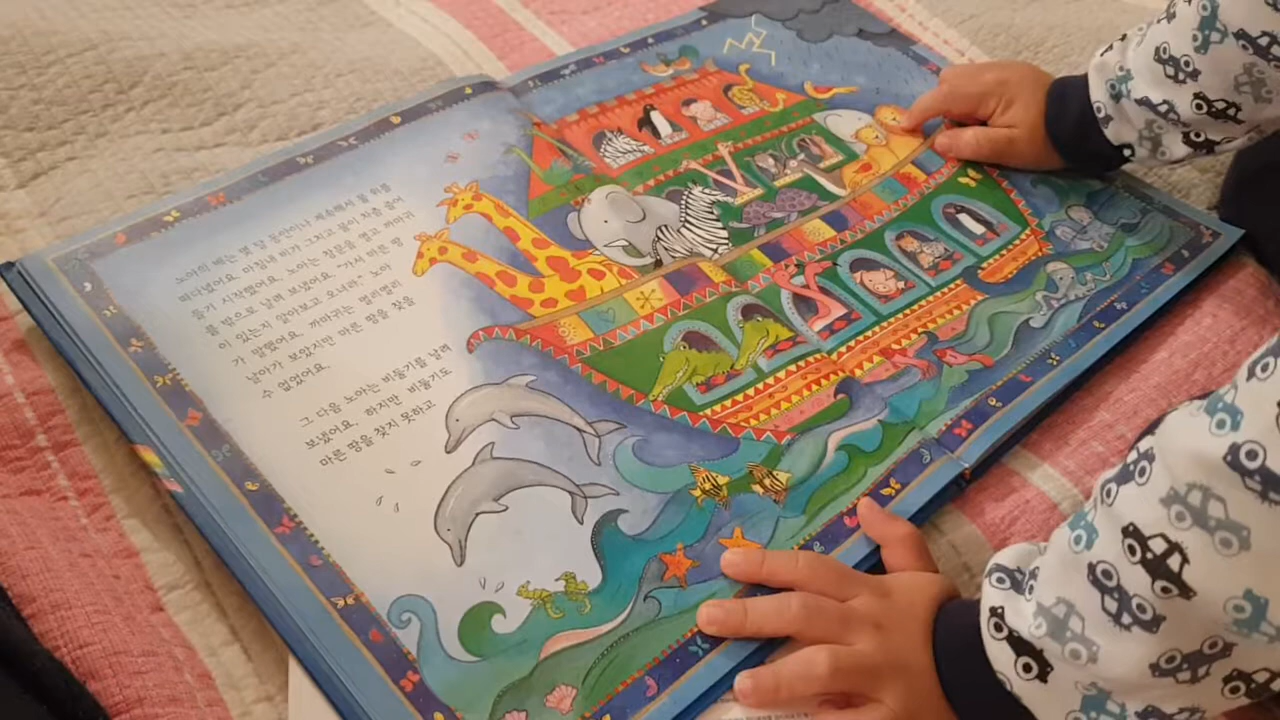 노아의 배는 몇 달 동안이나 계속해서 물 위를
떠다녔어요. 마침내 비가 그치고 물이 차츰 줄어
들기 시작했어요. 노아는 창문을 열고 까마귀
를 밖으로 날려 보냈어요. "가서 마른 땅
이 있는지 알아보고 오너라." 노아
가 말했어요. 까마귀는 멀리멀리
날아가 보았지만 마른 땅을 찾을
수 없었어요.
그 다음 노아는 비둘기를 날려
보냈어요. 하지만 비둘기도
마른 땅을 찾지 못하고